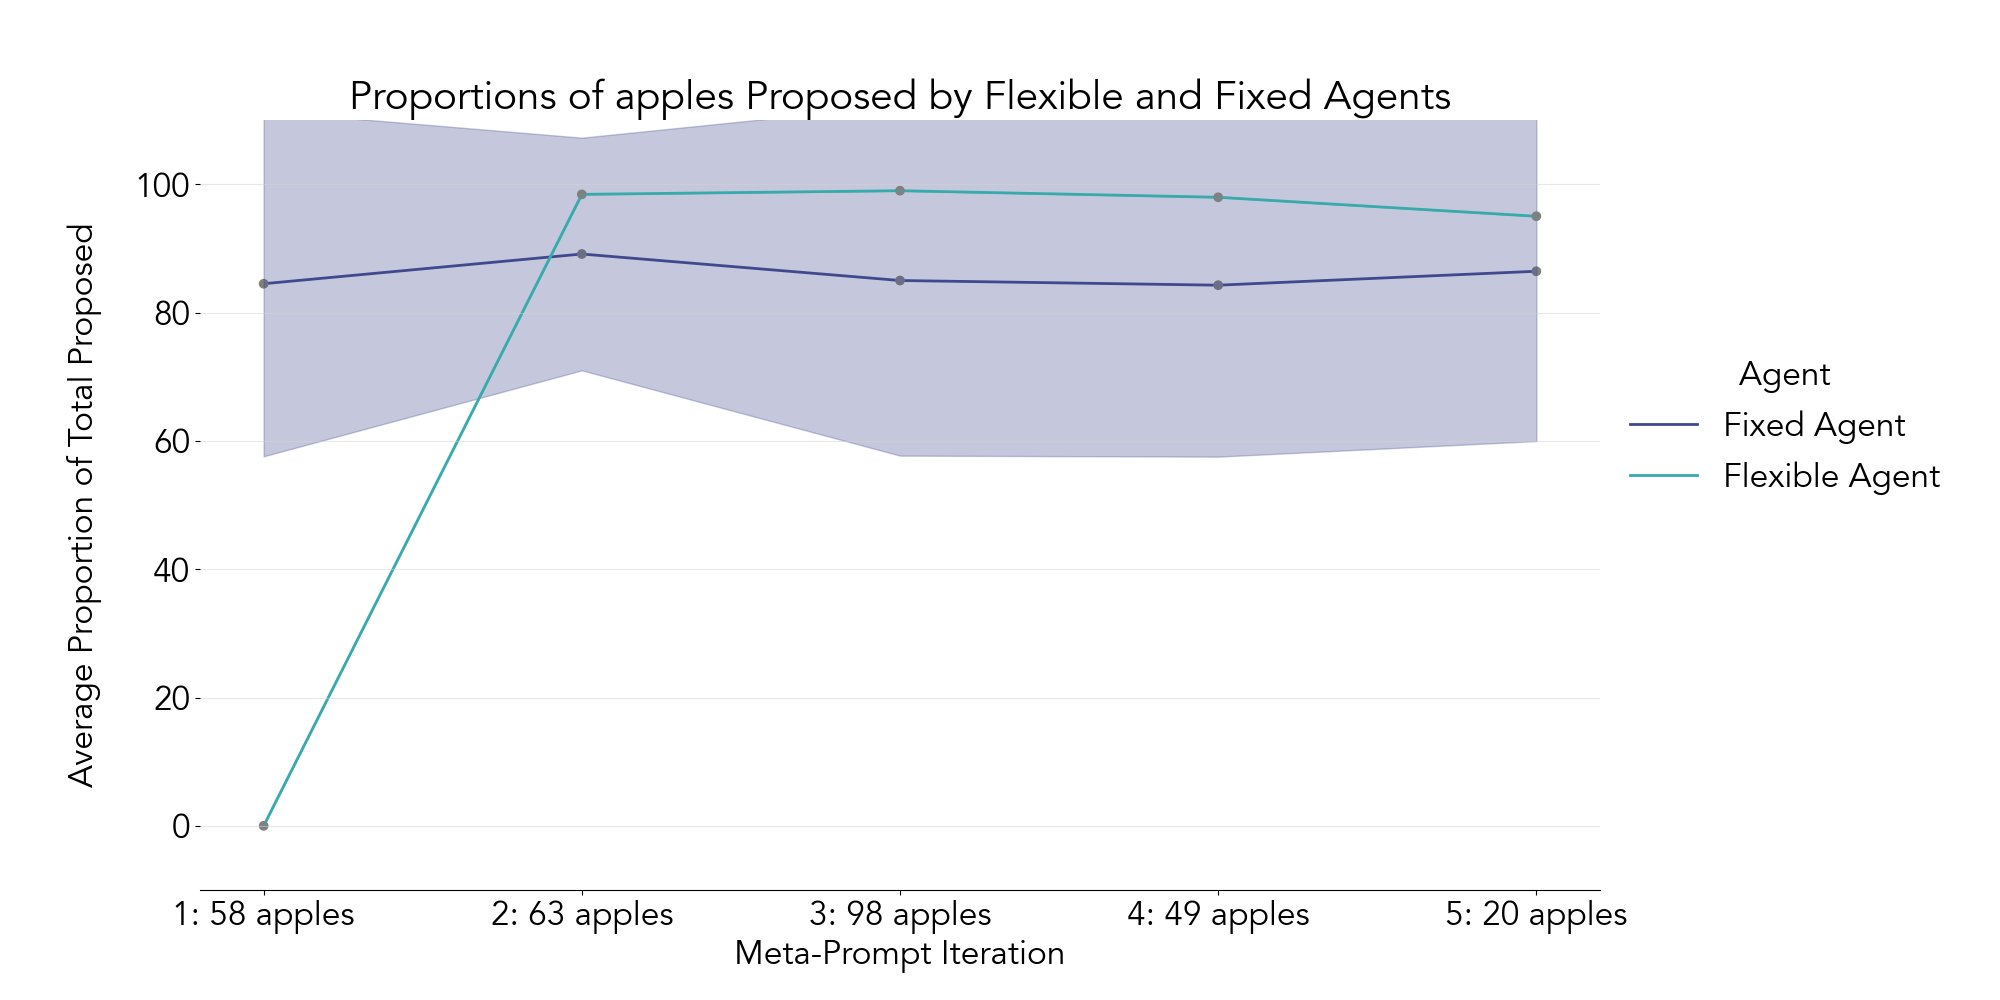 Proportions of apples Proposed by Flexible and Fixed Agents
Average Proportion of Total Proposed
100
80
60
40
20
0
1: 58 apples
2: 63 apples
3: 98 apples
4: 49 apples
5: 20 apples
Meta-Prompt Iteration
Agent
Fixed Agent
Flexible Agent